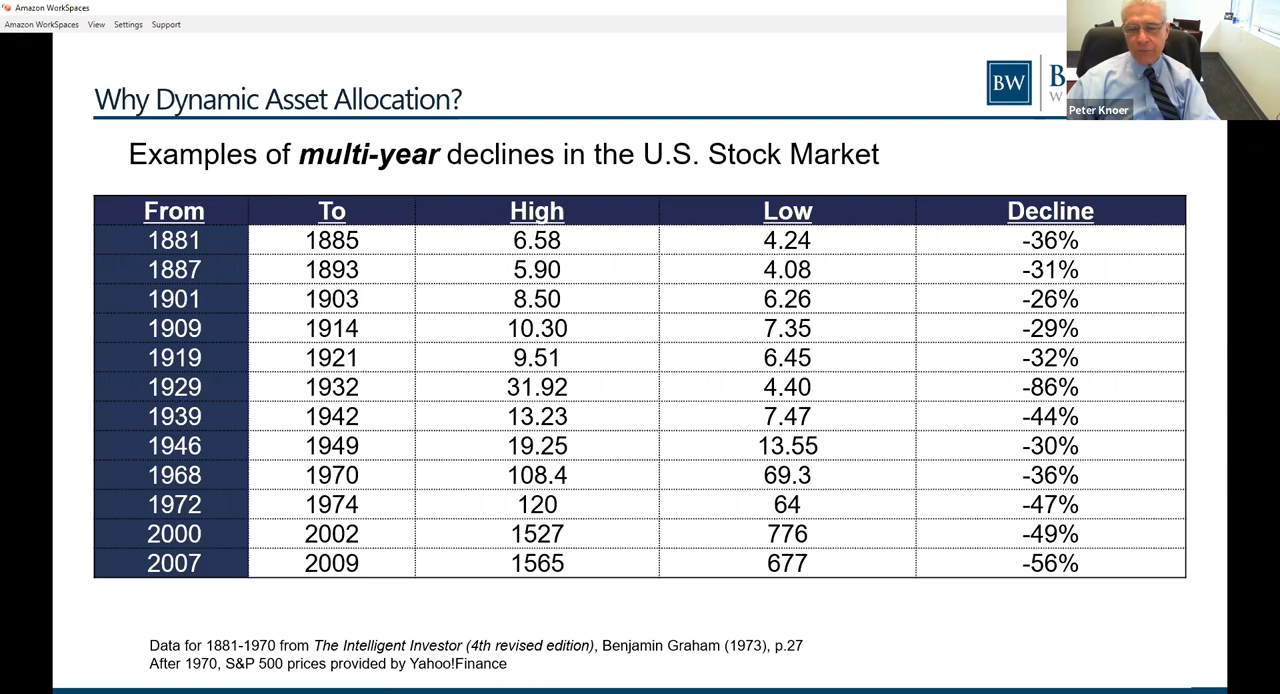 Amazon WorkSpaces
Amazon WorkSpaces View Settings Support
Why Dynamic Asset Allocation?
BW
B
W
Peter Knoer
Examples of multi-year declines in the U.S. Stock Market
From To High Low Decline
1881 1885 6.58 4.24 -36%
1887 1893 5.90 4.08 -31%
1901 1903 8.50 6.26 -26%
1909 1914 10.30 7.35 -29%
1919 1921 9.51 6.45 -32%
1929 1932 31.92 4.40 -86%
1939 1942 13.23 7.47 -44%
1946 1949 19.25 13.55 -30%
1968 1970 108.4 69.3 -36%
1972 1974 120 64 -47%
2000 2002 1527 776 -49%
2007 2009 1565 677 -56%
Data for 1881-1970 from The Intelligent Investor (4th revised edition), Benjamin Graham (1973), p.27
After 1970, S&P 500 prices provided by Yahoo!Finance